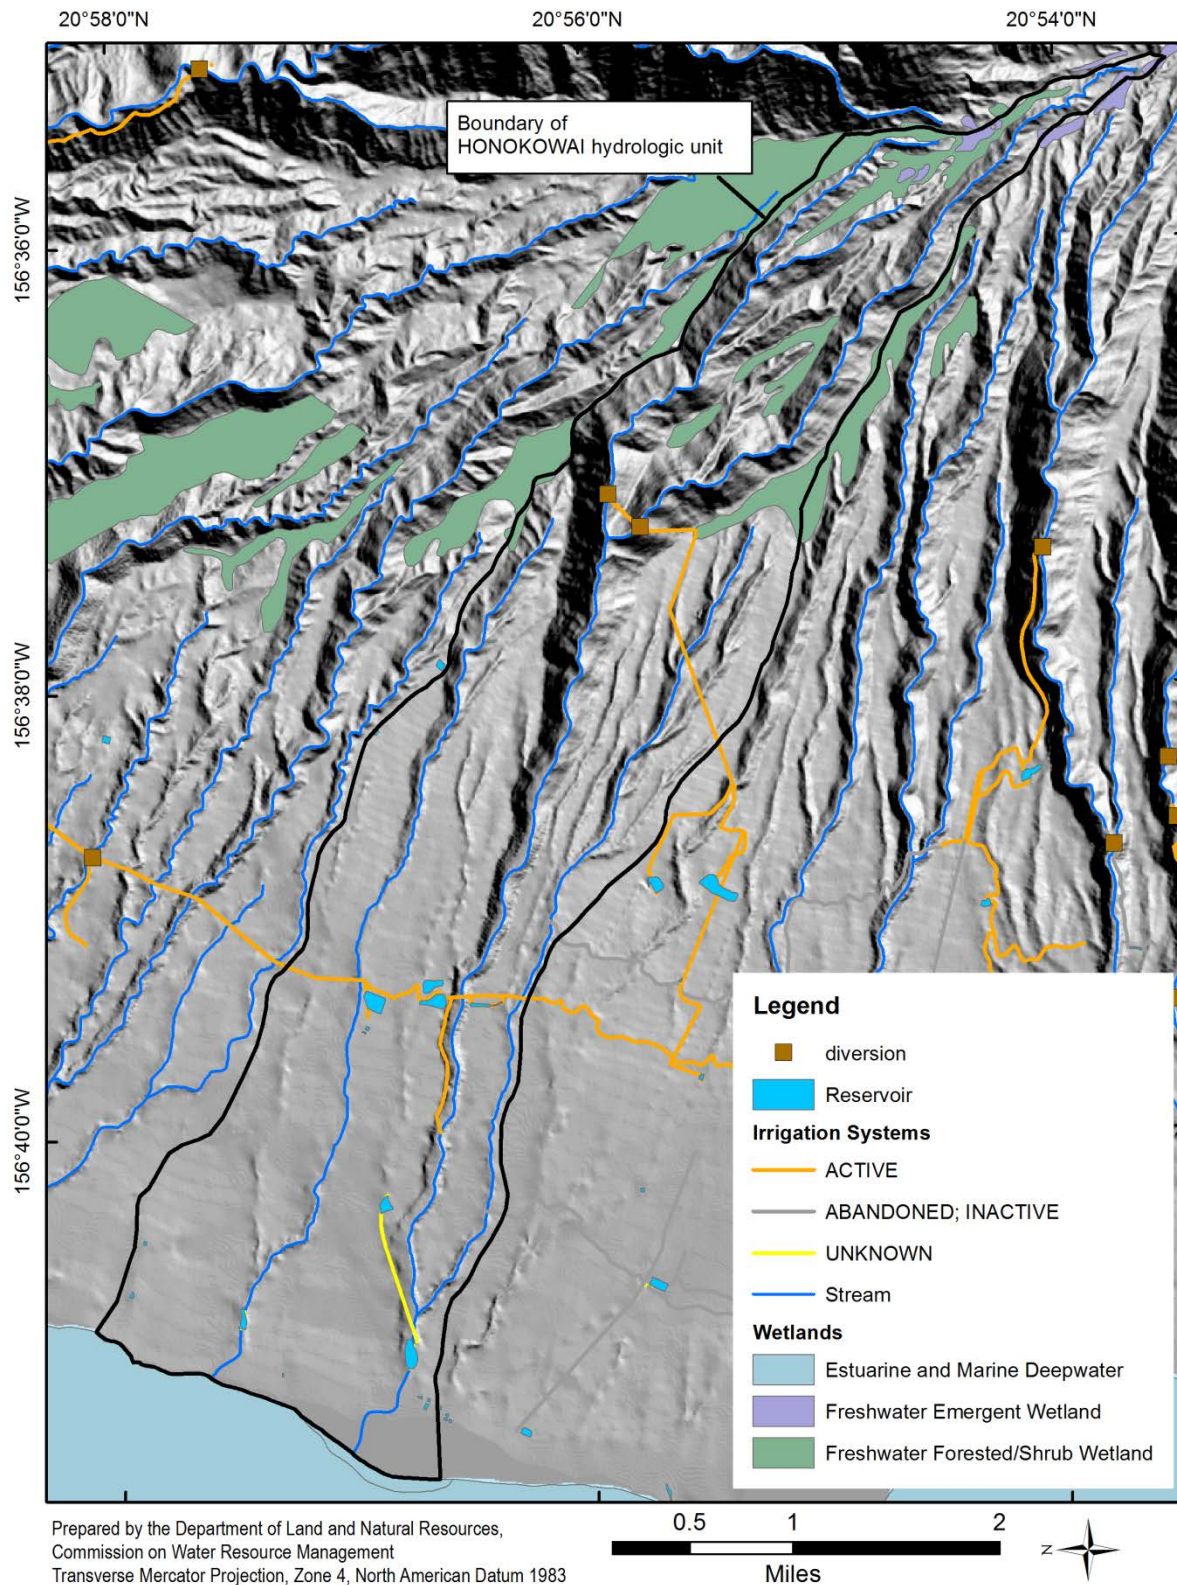 20°58'0"N
20°56'0"N
20°54'0"N
Boundary of
HONOKOWAI hydrologic unit
156°36'0"W
156°38'0"W
156°40'0"W
Legend
diversion
Reservoir
Irrigation Systems
ACTIVE
ABANDONED; INACTIVE
UNKNOWN
Stream
Wetlands
Estuarine and Marine Deepwater
Freshwater Emergent Wetland
Freshwater Forested/Shrub Wetland
Prepared by the Department of Land and Natural Resources,
Commission on Water Resource Management
Transverse Mercator Projection, Zone 4, North American Datum 1983
0.5 1 2
Miles
N